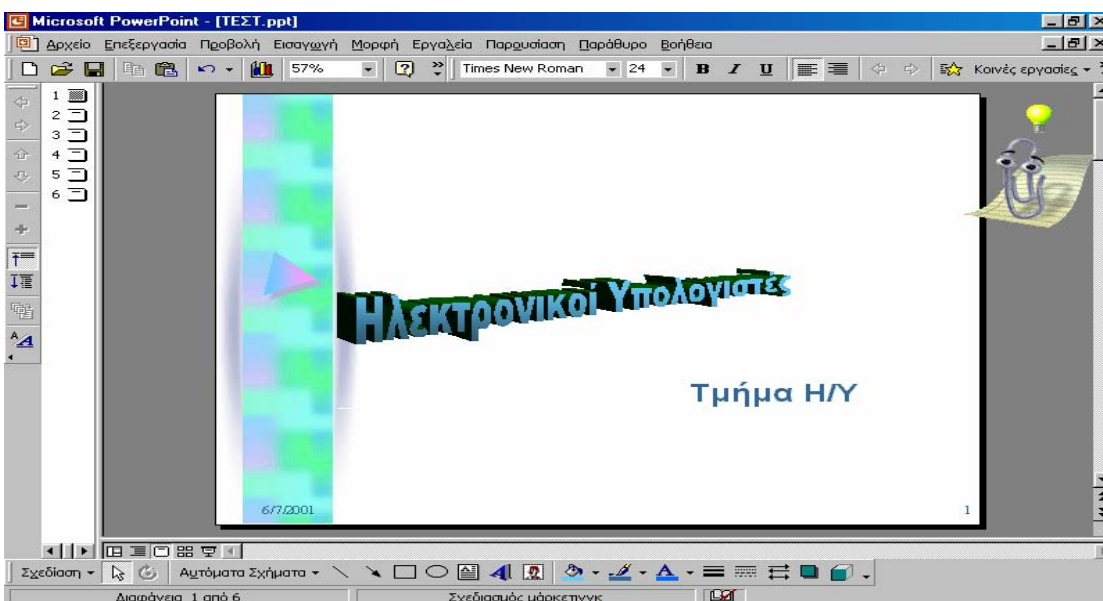 Microsoft PowerPoint - [ΤΕΣΤ.ppt]
Αρχείο Επεξεργασία Προβολή Εισαγωγή Μορφή Εργαλεία Παρουσίαση Παράθυρο Βοήθεια
57% Times New Roman 24 B I U Κοινές εργασίες
1
2
3
4
5
6
Ηλεκτρονικοί Υπολογιστές
Τμήμα Η/Υ
6/7/2001 1
Σχεδίαση Αυτόματα Σχήματα
Διαφάνεια 1 από 6 Σχεδιασμός μάρκετινγκ